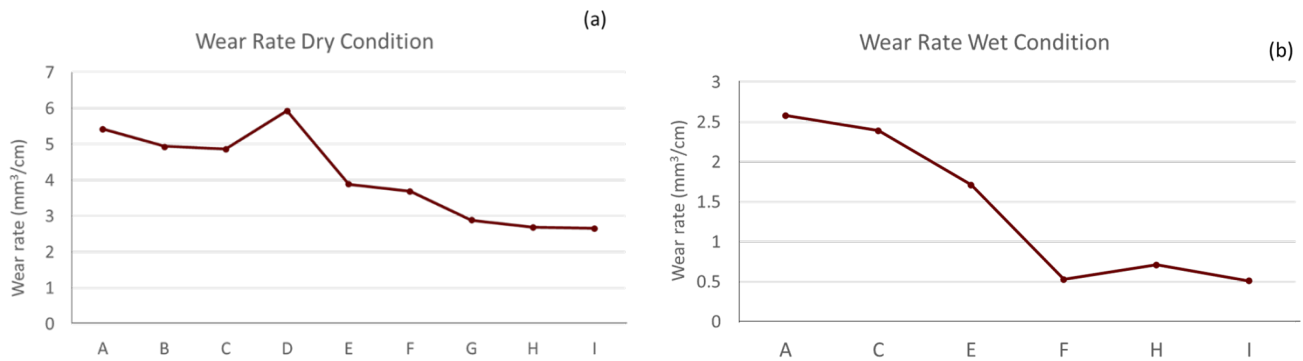 (a)
Wear Rate Dry Condition
Wear rate (mm³/cm)
7
6
5
4
3
2
1
0
A B C D E F G H I
Wear Rate Wet Condition
(b)
Wear rate (mm³/cm)
3
2.5
2
1.5
1
0.5
0
A C E F H I